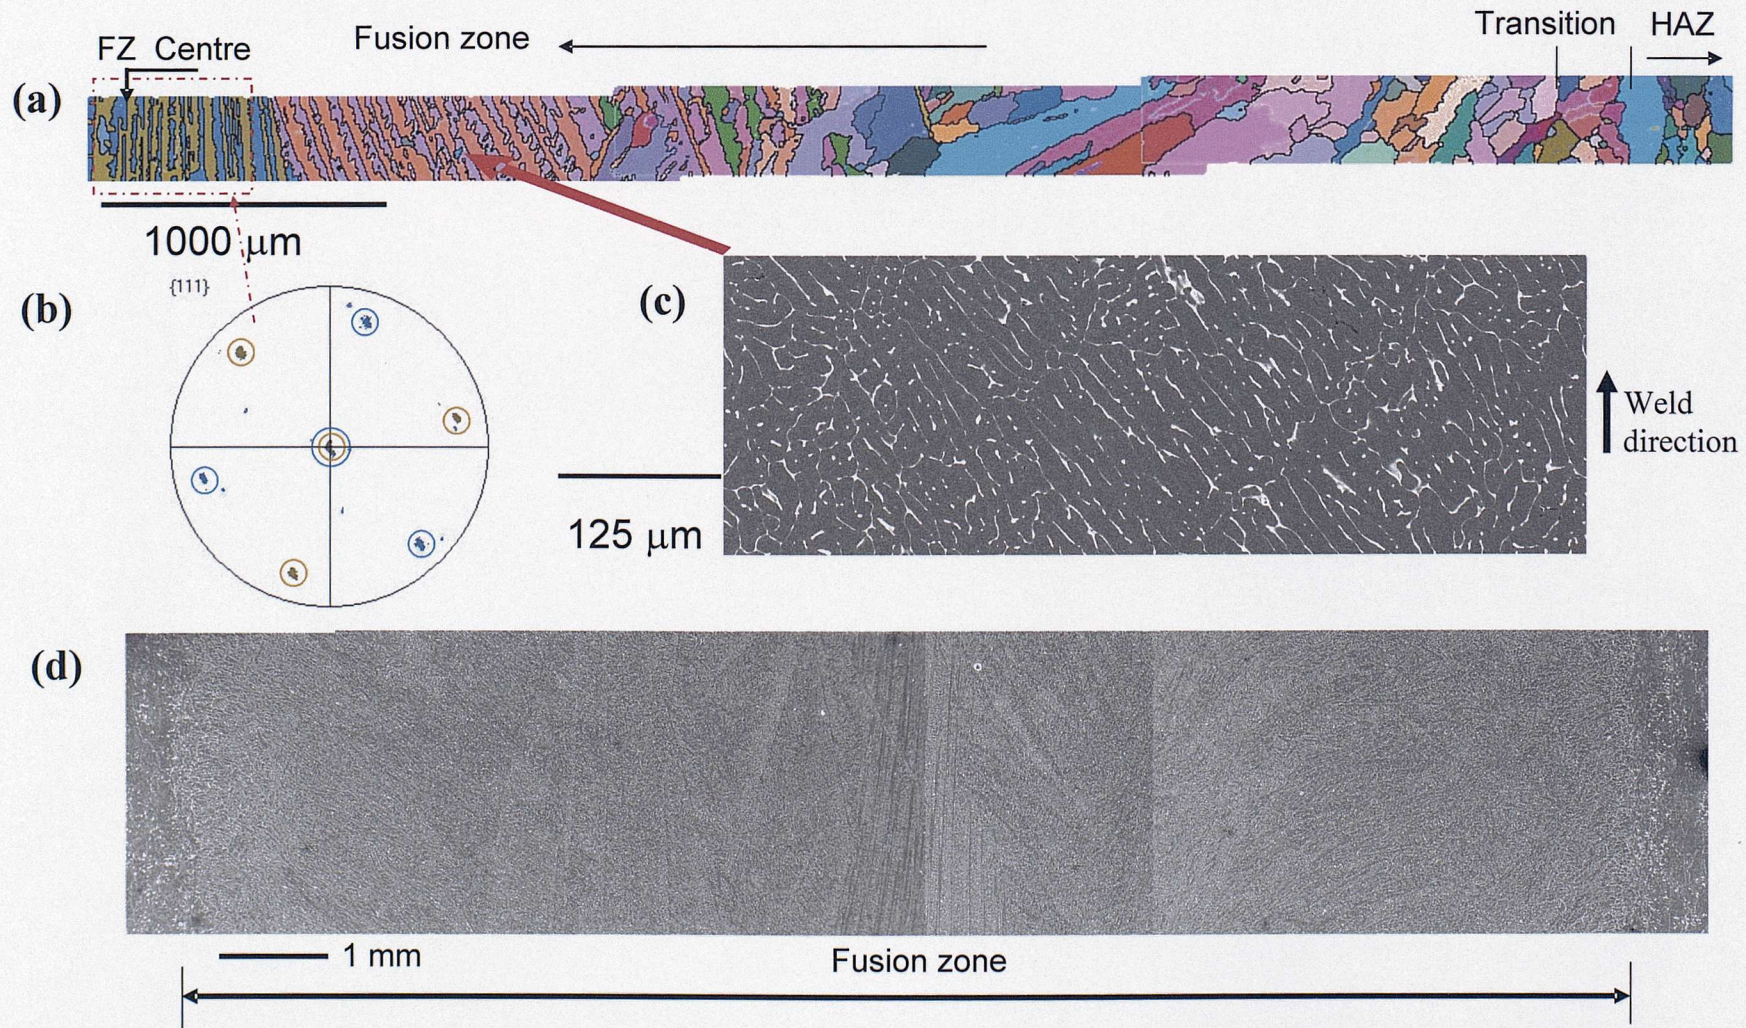 Transition HAZ
FZ Centre
Fusion zone
(a)
1000 μm
{111}
(b)
(c)
Weld
direction
125 μm
(d)
1 mm
Fusion zone